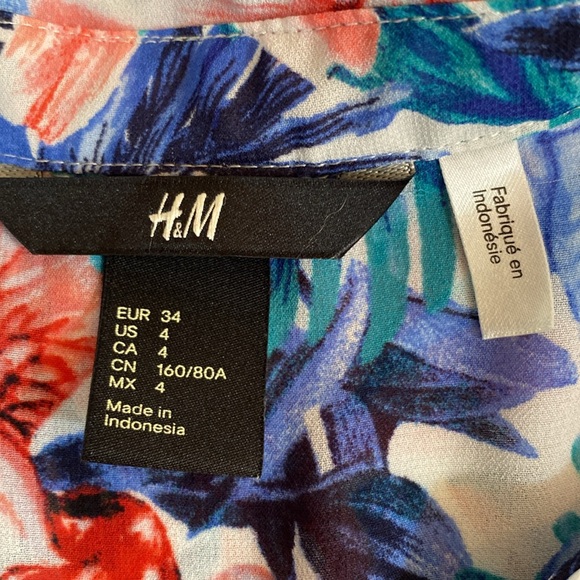 H&M
EUR 34
US 4
CA 4
CN 160/80A
MX 4
Made in
Indonesia
Fabriqué en
Indonésie